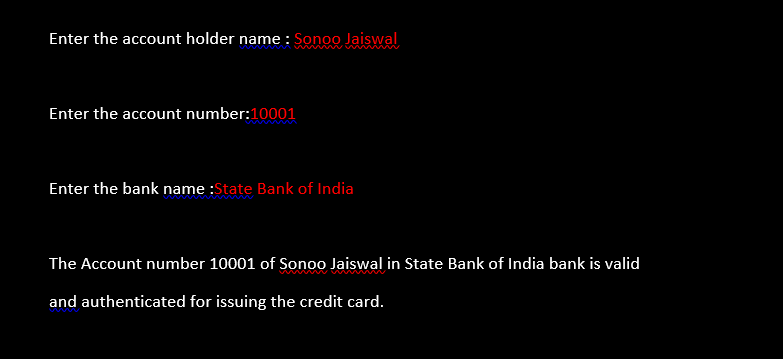 Enter the account holder name : Sonoo Jaiswal
Enter the account number:10001
Enter the bank name :State Bank of India
The Account number 10001 of Sonoo Jaiswal in State Bank of India bank is valid
and authenticated for issuing the credit card.